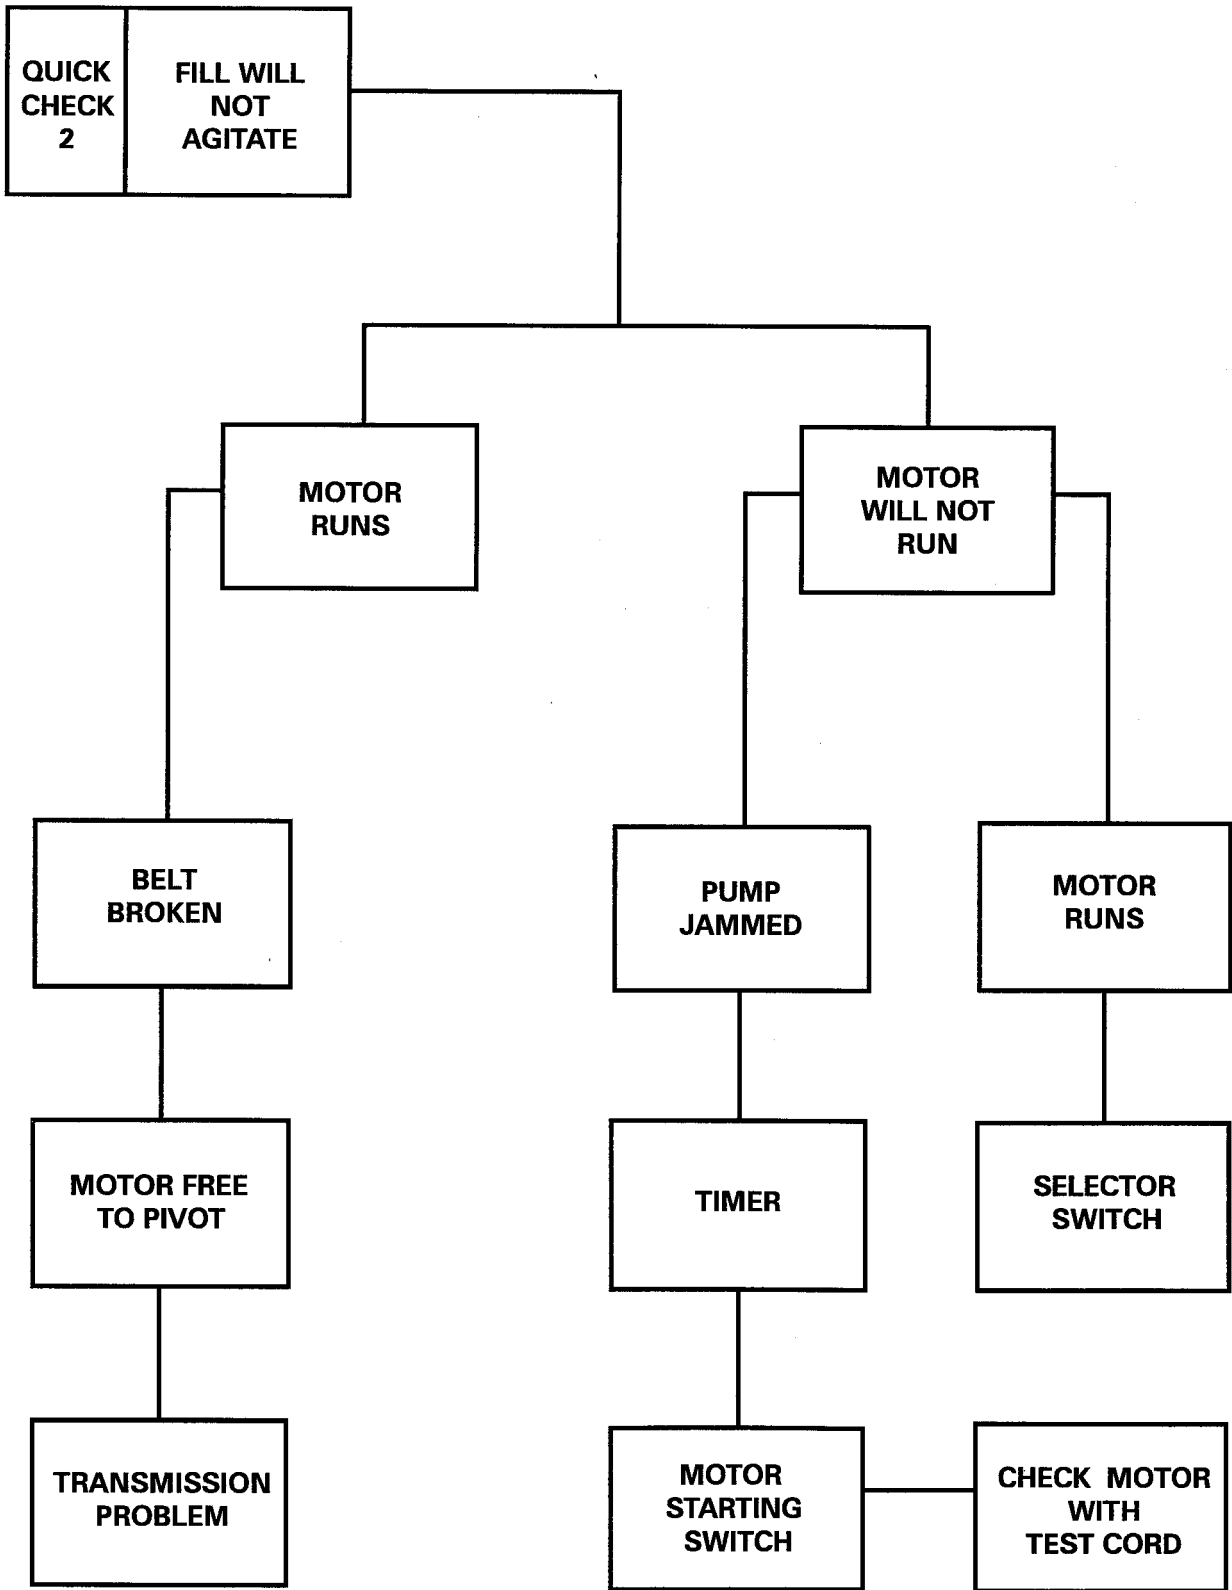 QUICK
CHECK
2
FILL WILL
NOT
AGITATE
MOTOR
RUNS
MOTOR
WILL NOT
RUN
BELT
BROKEN
PUMP
JAMMED
MOTOR
RUNS
MOTOR FREE
TO PIVOT
TIMER
SELECTOR
SWITCH
TRANSMISSION
PROBLEM
MOTOR
STARTING
SWITCH
CHECK MOTOR
WITH
TEST CORD